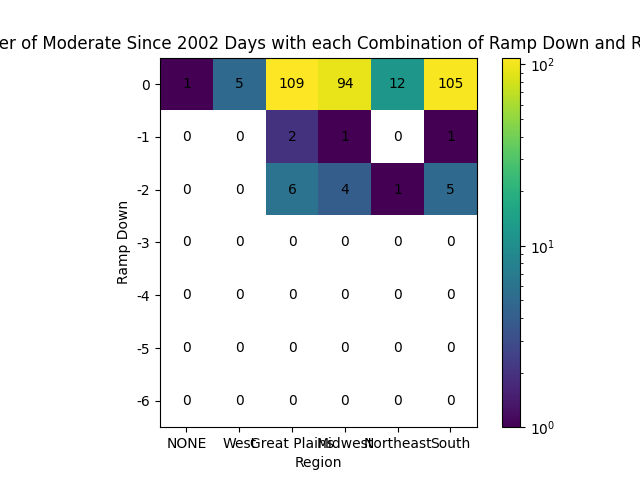 er of Moderate Since 2002 Days with each Combination of Ramp Down and R
0 1 5 109 94 12 105
-1 0 0 2 1 0 1
-2 0 0 6 4 1 5
-3 0 0 0 0 0 0
-4 0 0 0 0 0 0
-5 0 0 0 0 0 0
-6 0 0 0 0 0 0
Ramp Down
NONE West Great Plains Midwest Northeast South
Region
10²
10¹
10⁰